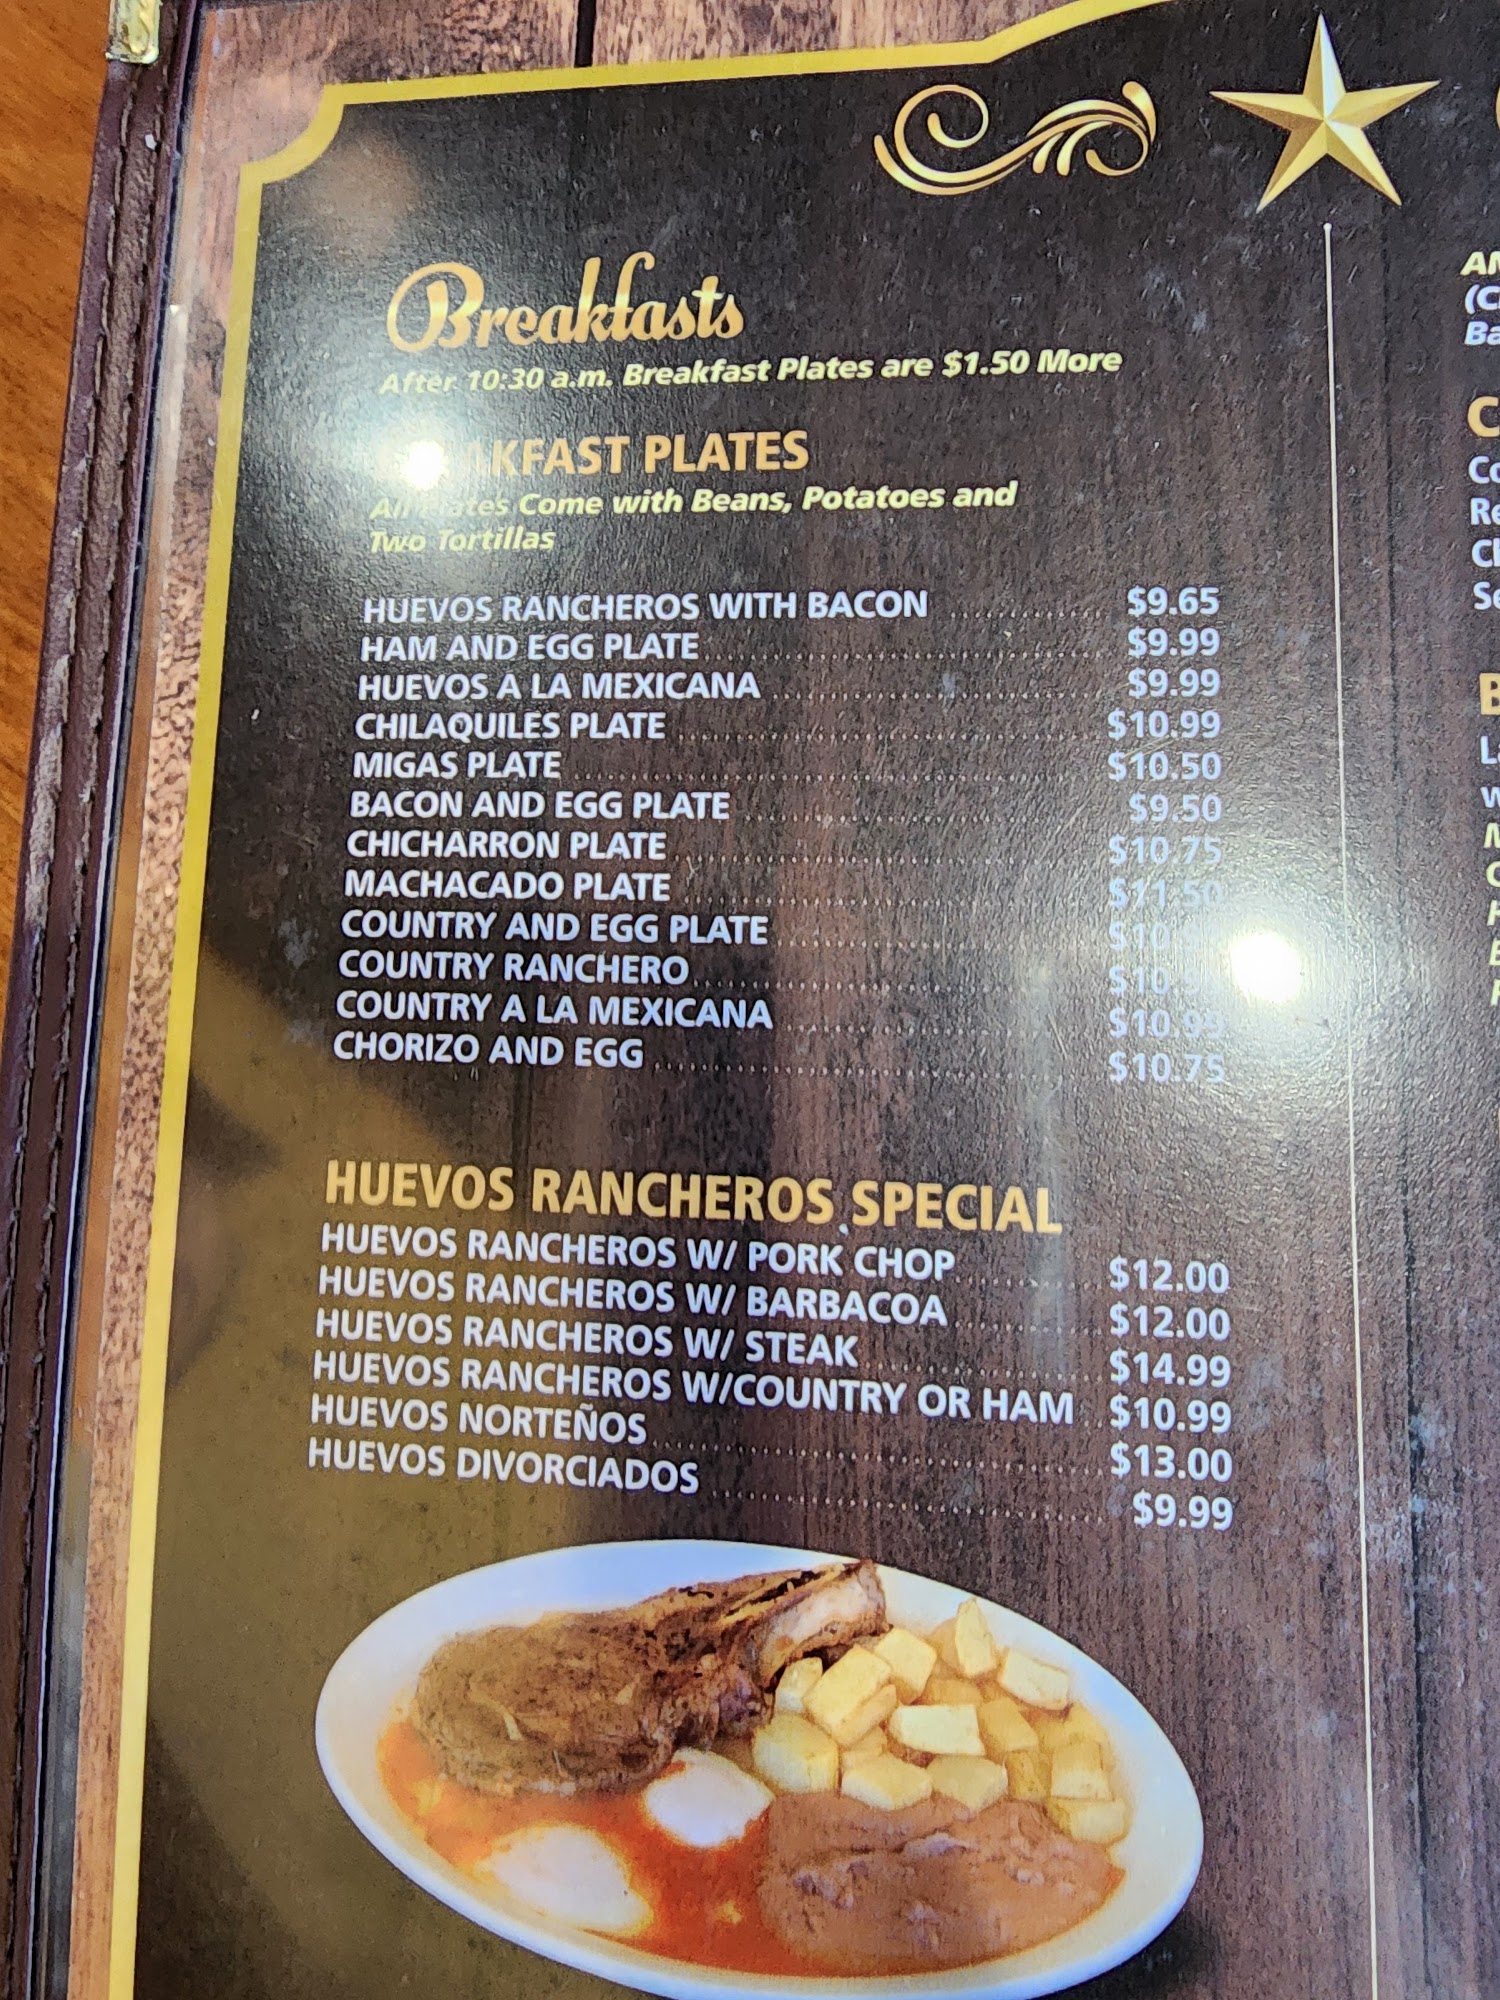 Breakfasts
After 10:30 a.m. Breakfast Plates are $1.50 More
PLATES
All Come with Beans, Potatoes and
Two Tortillas
HUEVOS RANCHEROS WITH BACON $9.65
HAM AND EGG PLATE $9.99
HUEVOS A LA MEXICANA $9.99
CHILAQUILES PLATE $10.99
MIGAS PLATE $10.50
BACON AND EGG PLATE $9.50
CHICHARRON PLATE $10.75
MACHACADO PLATE $11.50
COUNTRY AND EGG PLATE
COUNTRY RANCHERO
COUNTRY A LA MEXICANA $10.99
CHORIZO AND EGG $10.75
HUEVOS RANCHEROS SPECIAL
HUEVOS RANCHEROS W/ PORK CHOP $12.00
HUEVOS RANCHEROS W/ BARBACOA $12.00
HUEVOS RANCHEROS W/ STEAK $14.99
HUEVOS RANCHEROS W/COUNTRY OR HAM $10.99
HUEVOS NORTEÑOS $13.00
HUEVOS DIVORCIADOS $9.99